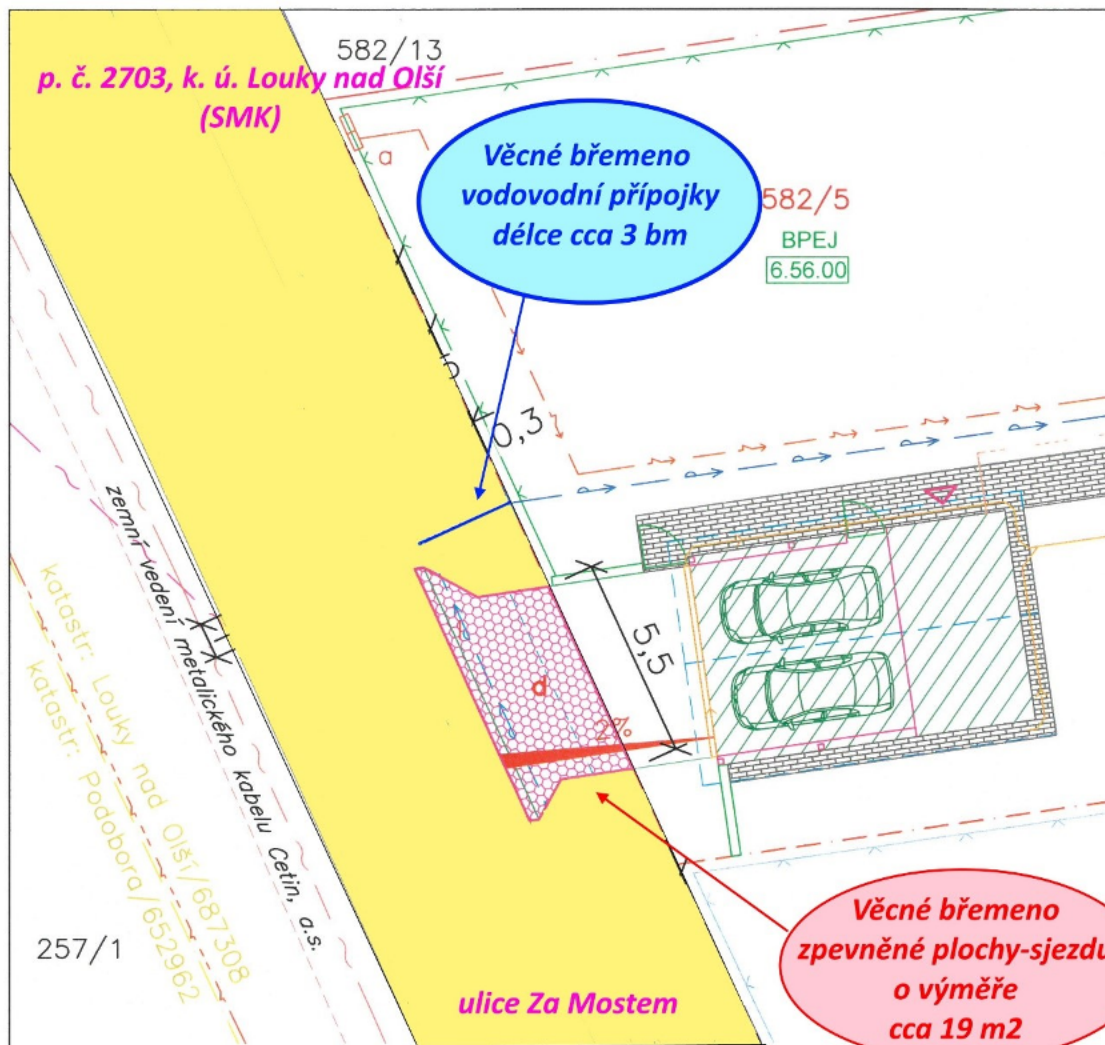 582/13
p. č. 2703, k. ú. Louky nad Olší
(SMK)
a
Věcné břemeno
vodovodní přípojky
délce cca 3 bm
582/5
BPEJ
6.56.00
5
0,3
zemní vedení metalického kabelu Cetin, a.s.
katastr: Louky nad Olší/687308
katastr: Podobora/652962
5,5
d
2%
257/1
ulice Za Mostem
Věcné břemeno
zpevněné plochy-sjezdu
o výměře
cca 19 m2